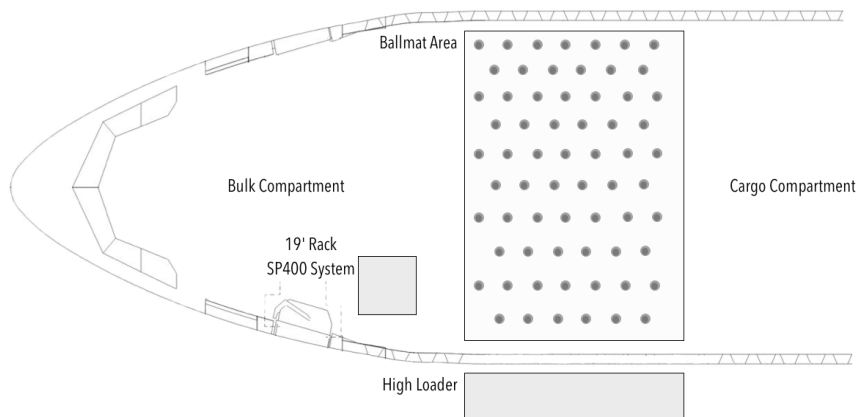 Ballmat Area
Bulk Compartment
Cargo Compartment
19' Rack
SP400 System
High Loader